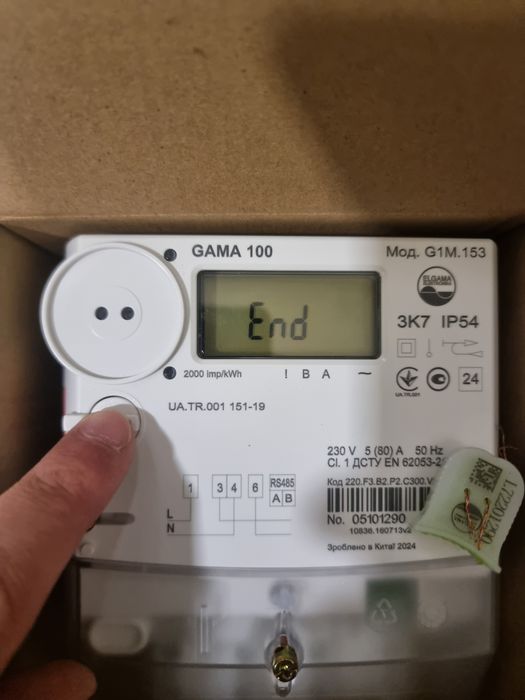 GAMA 100
Мод. G1M.153
End
ELGAMA
ELEKTRONIKA
3K7 IP54
2000 imp/kWh
! B A ~
UA.TR.001
24
UA.TR.001 151-19
230 V 5 (80) A 50 Hz
Cl. 1 ДСТУ EN 62053-21
Код 220.F3.B2.P2.C300.V
1 3 4 6 RS485
A B
L
N
No. 05101290
10836.160713v2
Зроблено в Китаї 2024